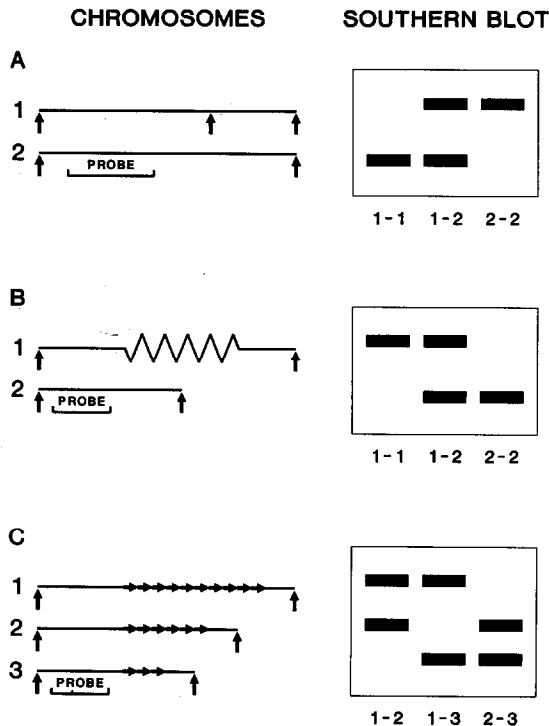 CHROMOSOMES SOUTHERN BLOT
A
1
2
PROBE
1-1 1-2 2-2
B
1
2
PROBE
1-1 1-2 2-2
C
1
2
3
PROBE
1-2 1-3 2-3